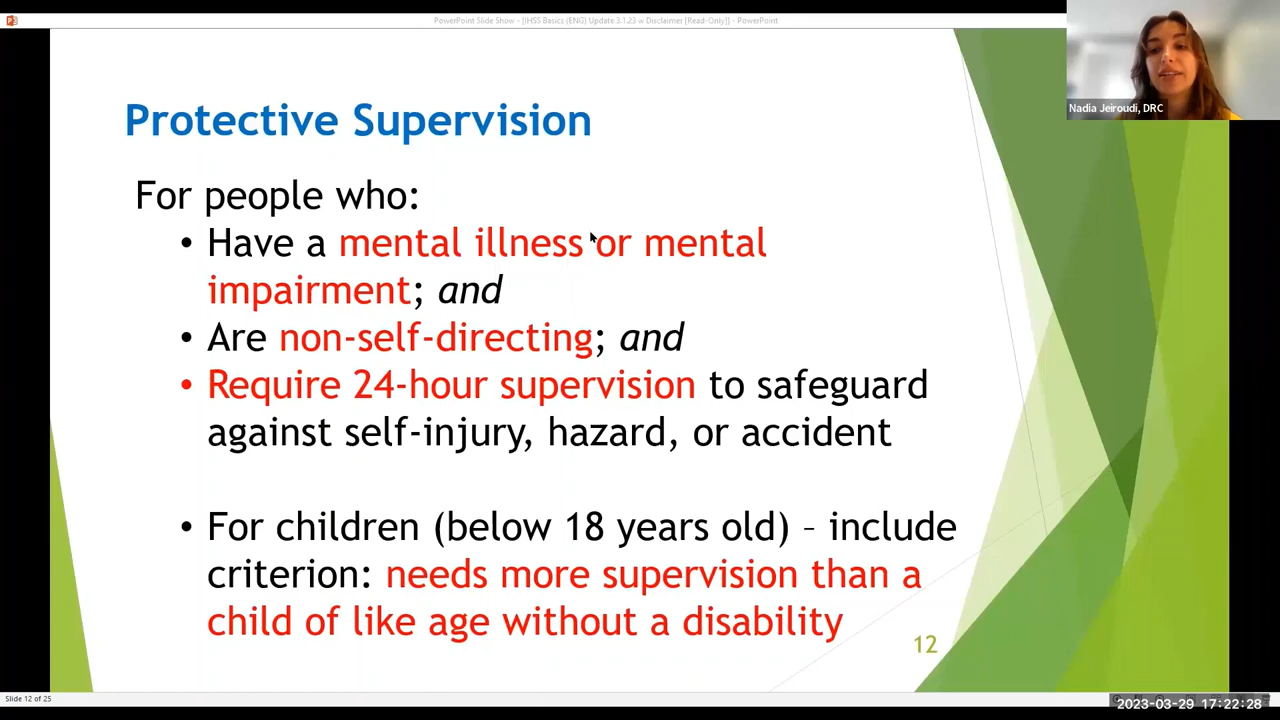 PowerPoint Slide Show - [IHSS Basics (ENG) Update 3.1.23 w Disclaimer [Read-Only]] - PowerPoint
Nadia Jeiroudi, DRC
Protective Supervision
For people who:
• Have a mental illness or mental
impairment; and
• Are non-self-directing; and
• Require 24-hour supervision to safeguard
against self-injury, hazard, or accident
• For children (below 18 years old) – include
criterion: needs more supervision than a
child of like age without a disability
12
Slide 12 of 25
2023-03-29 17:22:28